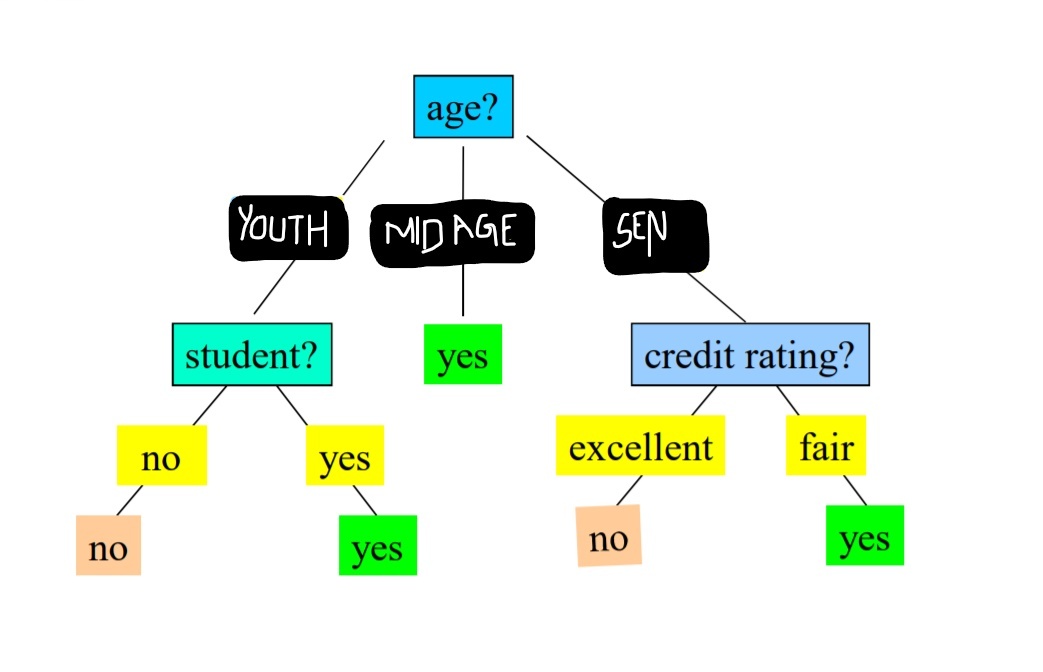 age?
YOUTH
MID AGE
SEN
student?
yes
credit rating?
no
yes
excellent
fair
no
yes
no
yes